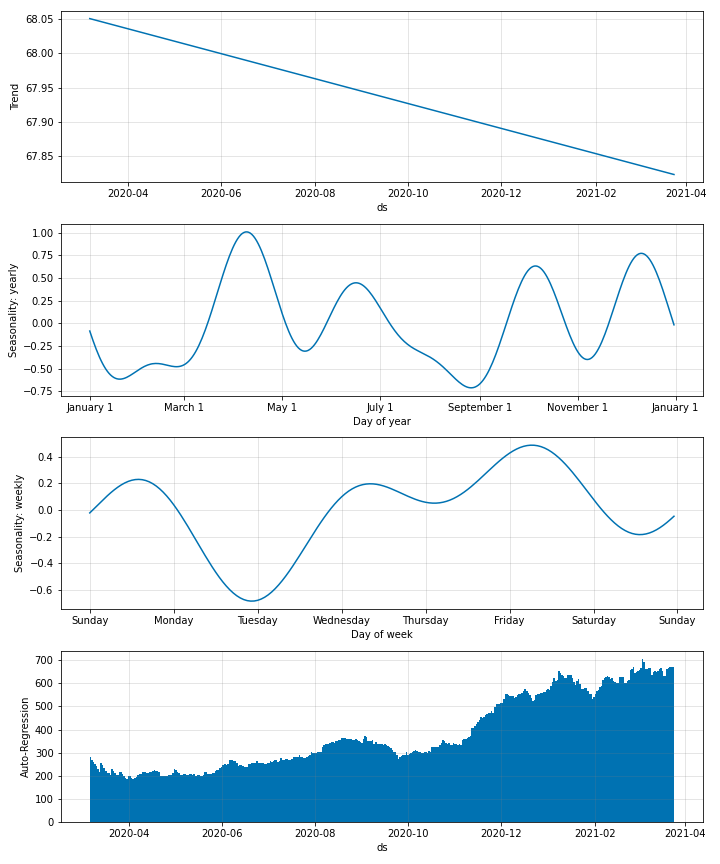 68.05
68.00
67.95
67.90
67.85
Trend
2020-04 2020-06 2020-08 2020-10 2020-12 2021-02 2021-04
ds
1.00
0.75
0.50
0.25
0.00
−0.25
−0.50
−0.75
Seasonality: yearly
January 1 March 1 May 1 July 1 September 1 November 1 January 1
Day of year
0.4
0.2
0.0
−0.2
−0.4
−0.6
Seasonality: weekly
Sunday Monday Tuesday Wednesday Thursday Friday Saturday Sunday
Day of week
700
600
500
400
300
200
100
0
Auto-Regression
2020-04 2020-06 2020-08 2020-10 2020-12 2021-02 2021-04
ds